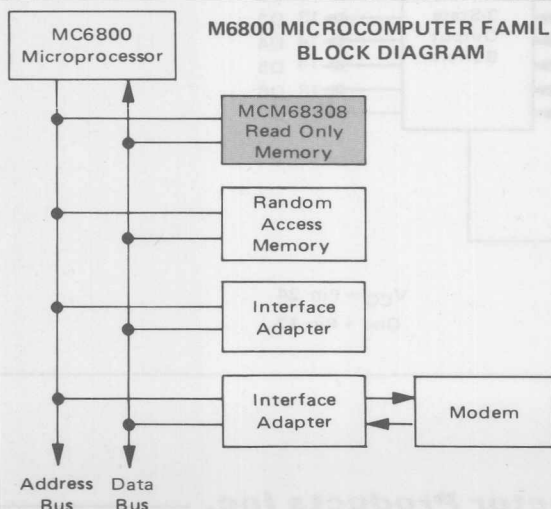 MC6800
Microprocessor
M6800 MICROCOMPUTER FAMIL
BLOCK DIAGRAM
MCM68308
Read Only
Memory
Random
Access
Memory
Interface
Adapter
Interface
Adapter
Modem
Address
Bus
Data
Bus